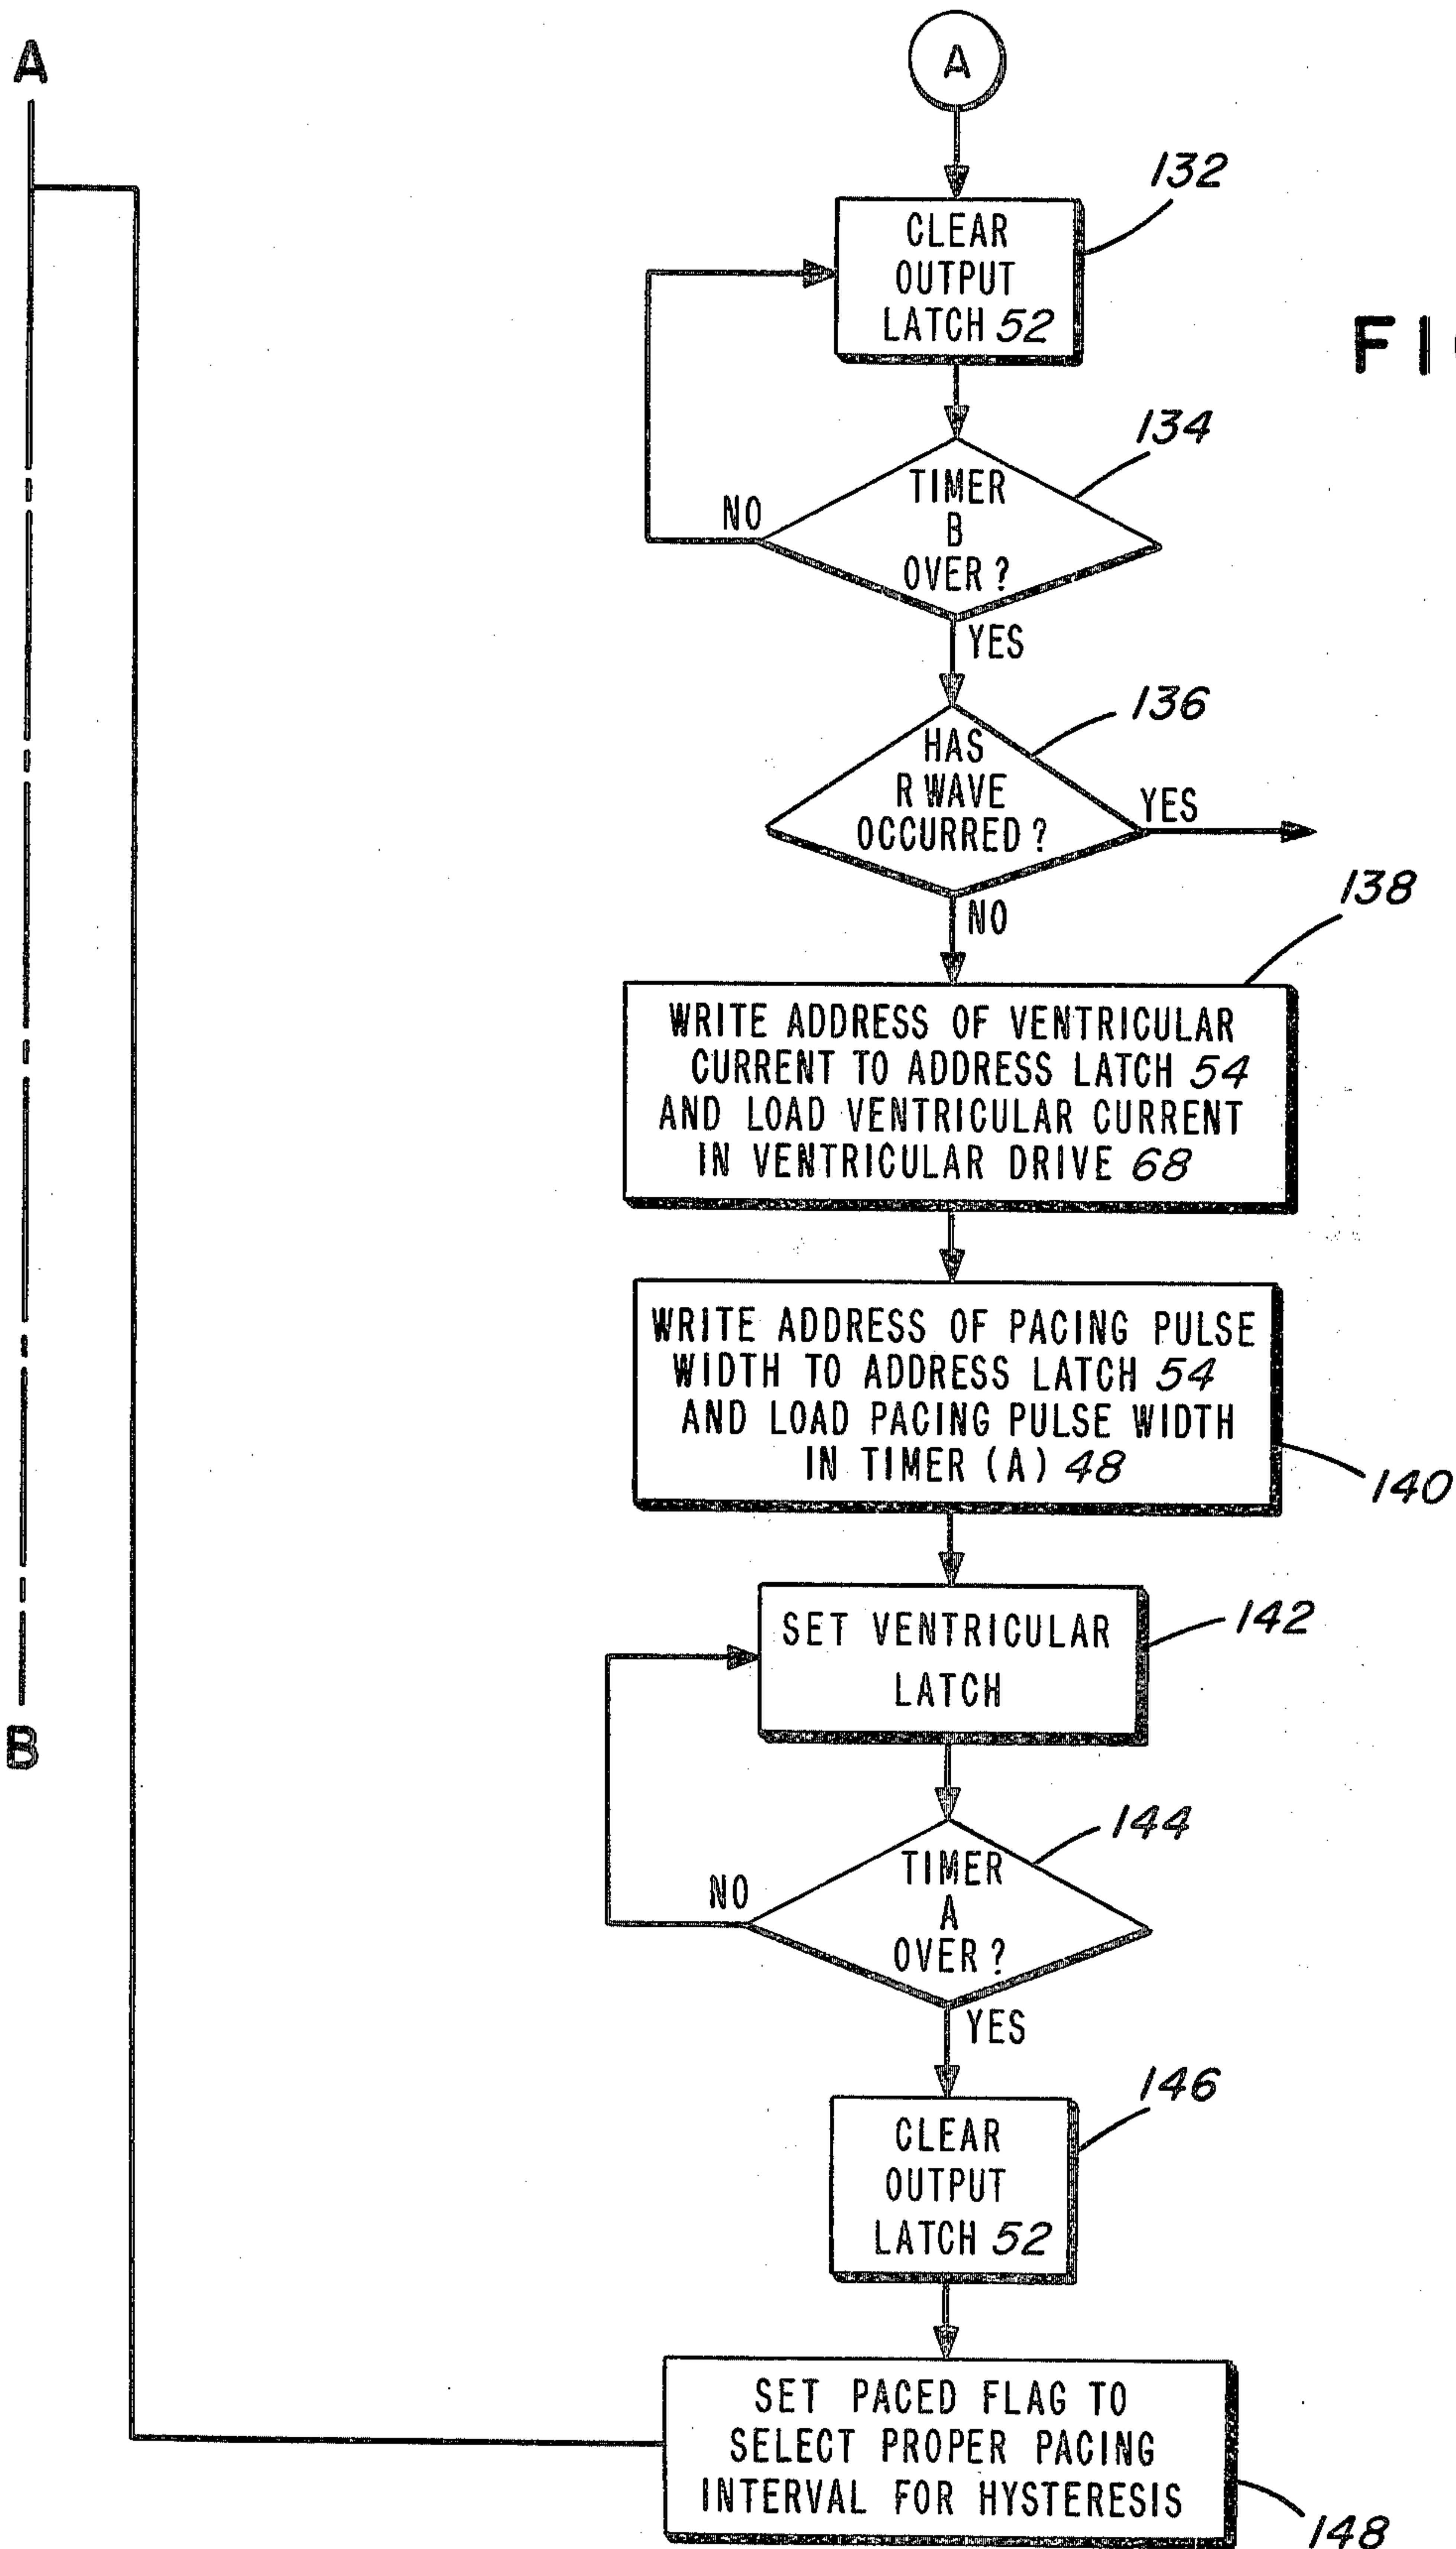 A
A
132
CLEAR
OUTPUT
LATCH 52
FI
134
TIMER
B
OVER?
NO
YES
136
HAS
R WAVE
OCCURRED?
YES
NO
138
WRITE ADDRESS OF VENTRICULAR
CURRENT TO ADDRESS LATCH 54
AND LOAD VENTRICULAR CURRENT
IN VENTRICULAR DRIVE 68
WRITE ADDRESS OF PACING PULSE
WIDTH TO ADDRESS LATCH 54
AND LOAD PACING PULSE WIDTH
IN TIMER (A) 48
140
SET VENTRICULAR
LATCH
142
B
144
TIMER
A
OVER?
NO
YES
146
CLEAR
OUTPUT
LATCH 52
SET PACED FLAG TO
SELECT PROPER PACING
INTERVAL FOR HYSTERESIS
148